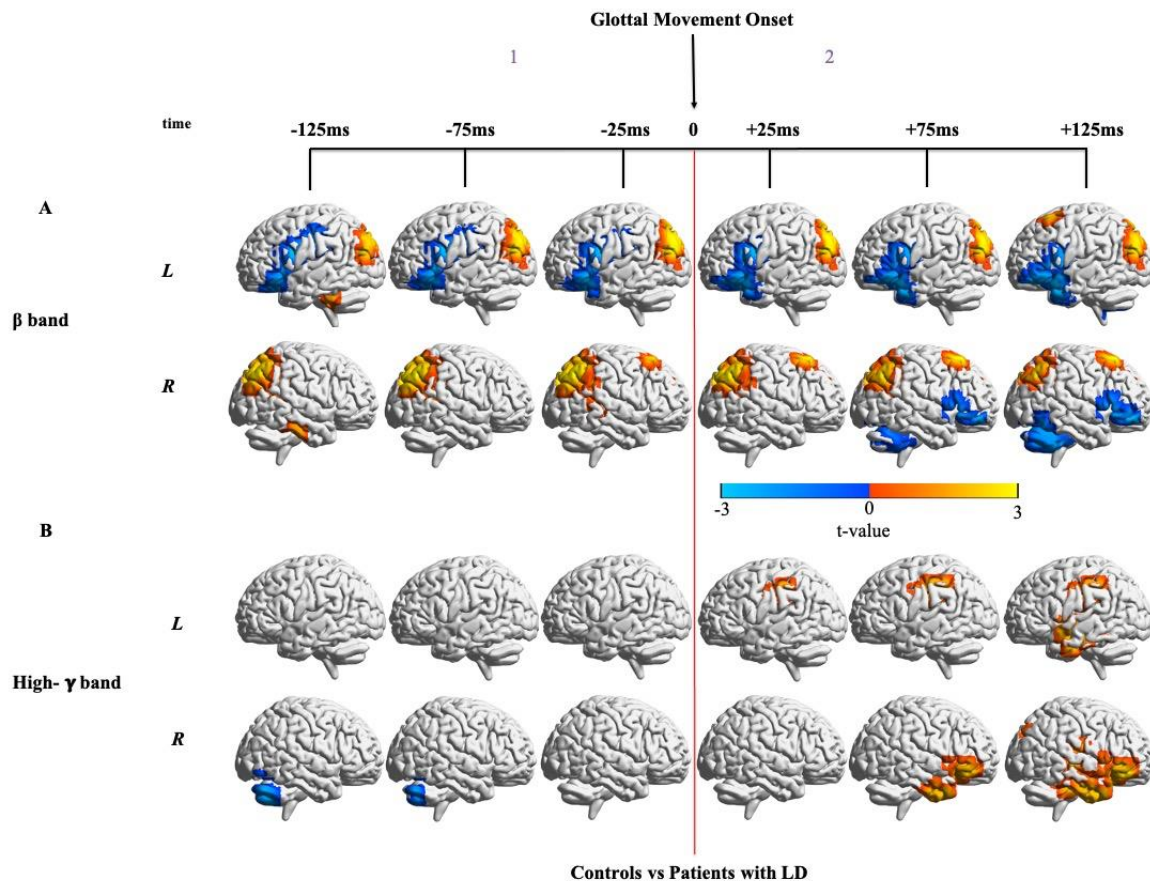 Glottal Movement Onset
1 2
time -125ms -75ms -25ms 0 +25ms +75ms +125ms
A
L
β band
R
-3 0 3
t-value
B
L
High- γ band
R
Controls vs Patients with LD